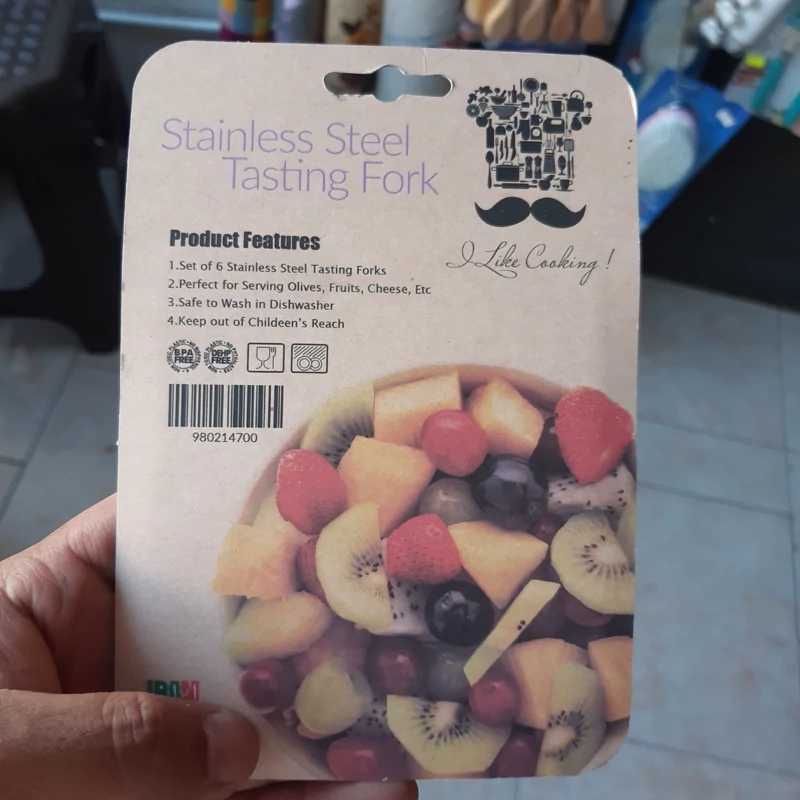 Stainless Steel
Tasting Fork
I Like Cooking !
Product Features
1.Set of 6 Stainless Steel Tasting Forks
2.Perfect for Serving Olives, Fruits, Cheese, Etc
3.Safe to Wash in Dishwasher
4.Keep out of Childeen's Reach
BPA
FREE
DEHP
FREE
980214700